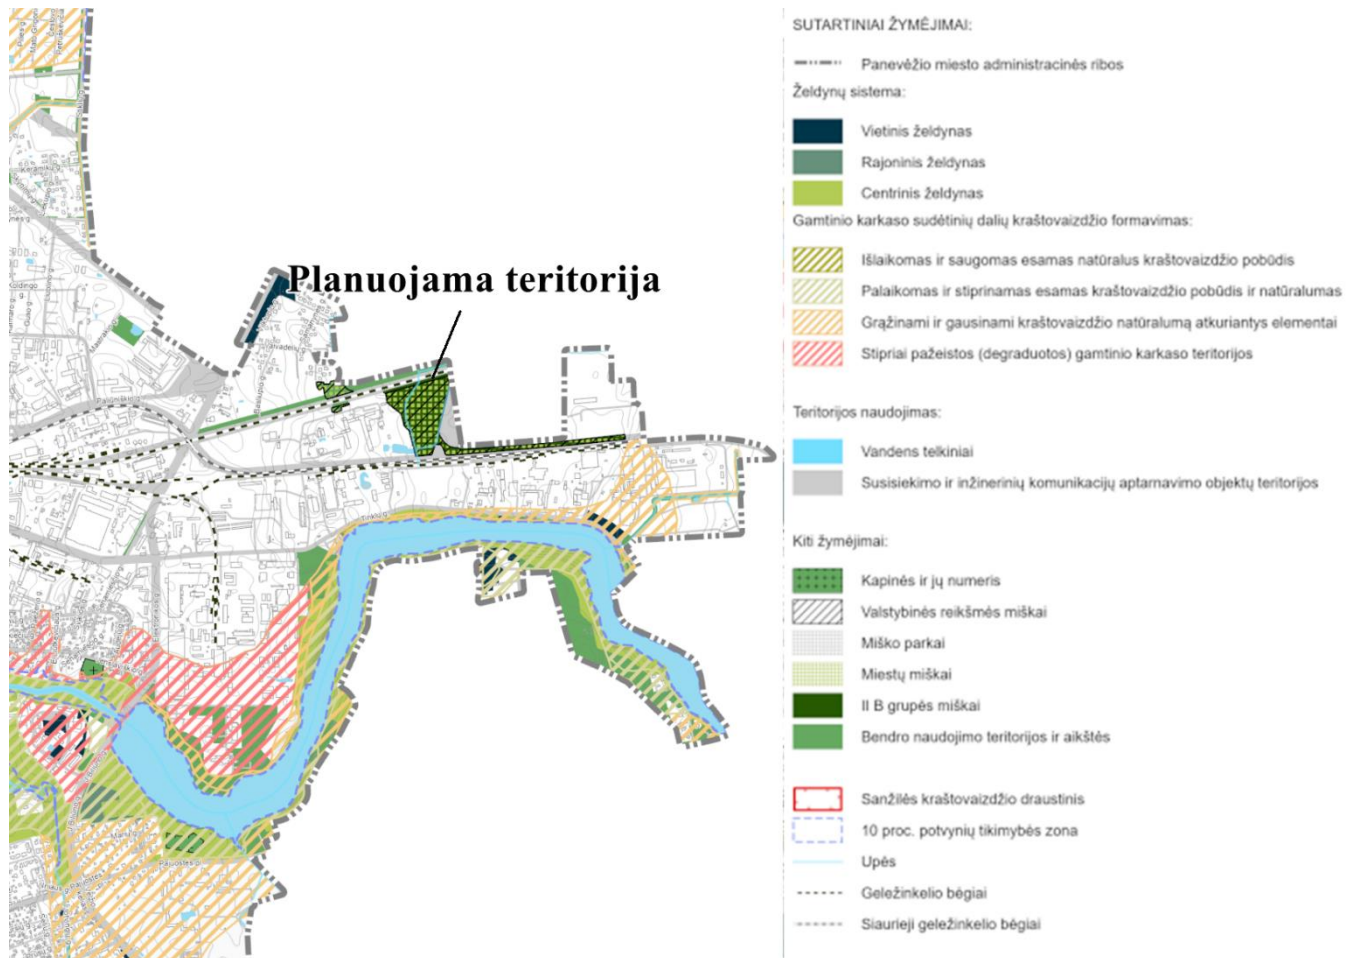 Planuojama teritorija
Keramikų g.
Tinklų g.
Pajuostės g.
SUTARTINIAI ŽYMĖJIMAI:
Panevėžio miesto administracinės ribos
Želdynų sistema:
Vietinis želdynas
Rajoninis želdynas
Centrinis želdynas
Gamtinio karkaso sudėtinių dalių kraštovaizdžio formavimas:
Išlaikomas ir saugomas esamas natūralus kraštovaizdžio pobūdis
Palaikomas ir stiprinamas esamas kraštovaizdžio pobūdis ir natūralumas
Grąžinami ir gausinami kraštovaizdžio natūralumą atkuriantys elementai
Stipriai pažeistos (degraduotos) gamtinio karkaso teritorijos
Teritorijos naudojimas:
Vandens telkiniai
Susisiekimo ir inžinerinių komunikacijų aptarnavimo objektų teritorijos
Kiti žymėjimai:
Kapinės ir jų numeris
Valstybinės reikšmės miškai
Miško parkai
Miestų miškai
II B grupės miškai
Bendro naudojimo teritorijos ir aikštės
Sanžilės kraštovaizdžio draustinis
10 proc. potvynių tikimybės zona
Upės
Geležinkelio bėgiai
Siaurieji geležinkelio bėgiai